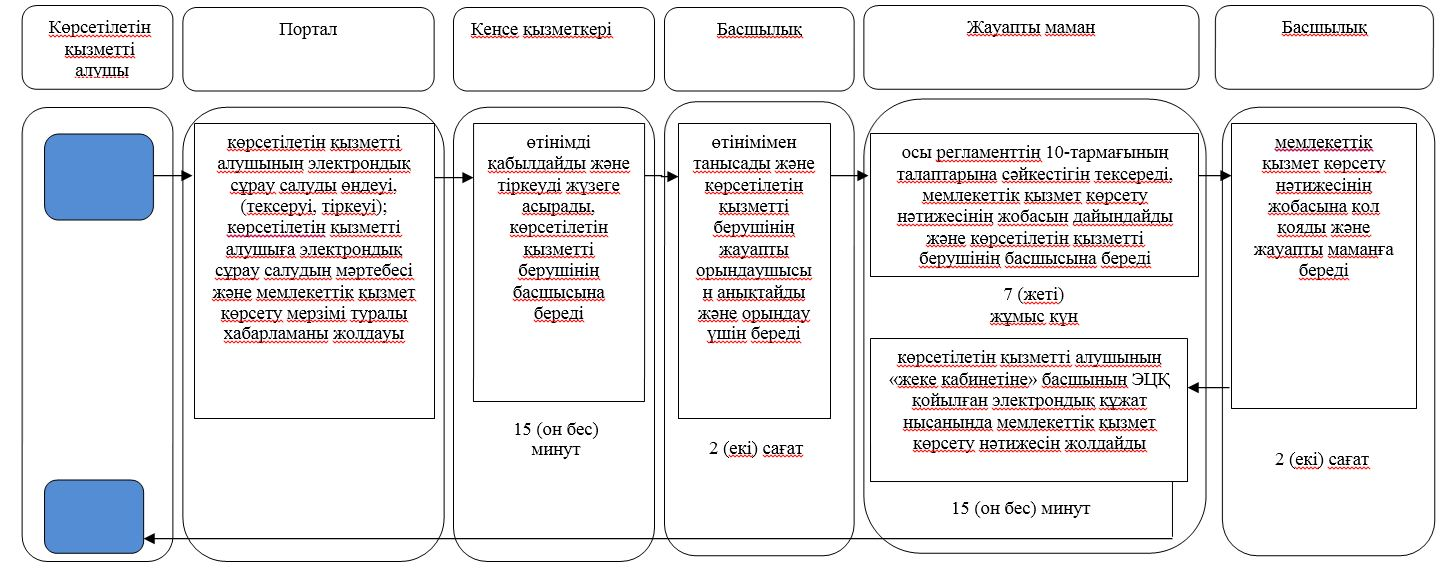 Көрсетілетін
қызметті
алушы
Портал
Кеңсе қызметкері
Басшылық
Жауапты маман
Басшылық
көрсетілетін қызметті
алушының электрондық
сұрау салуды өңдеуі,
(тексеруі, тіркеуі);
көрсетілетін қызметті
алушыға электрондық
сұрау салудың мәртебесі
және мемлекеттік қызмет
көрсету мерзімі туралы
хабарламаны жолдауы
өтінімді
қабылдайды және
тіркеуді жүзеге
асырады,
көрсетілетін
қызметті
берушінің
басшысына
береді
15 (он бес)
минут
өтінімімен
танысады және
көрсетілетін
қызметті
берушінің
жауапты
орындаушысы
н анықтайды
және орындау
үшін береді
2 (екі) сағат
осы регламенттің 10-тармағының
талаптарына сәйкестігін тексереді,
мемлекеттік қызмет көрсету
нәтижесінің жобасын дайындайды
және көрсетілетін қызметті
берушінің басшысына береді
7 (жеті)
жұмыс күн
көрсетілетін қызметті алушының
«жеке кабинетіне» басшының ЭЦҚ
қойылған электрондық құжат
нысанында мемлекеттік қызмет
көрсету нәтижесін жолдайды
15 (он бес) минут
мемлекеттік
қызмет көрсету
нәтижесінің
жобасына қол
қояды және
жауапты маманға
береді
2 (екі) сағат